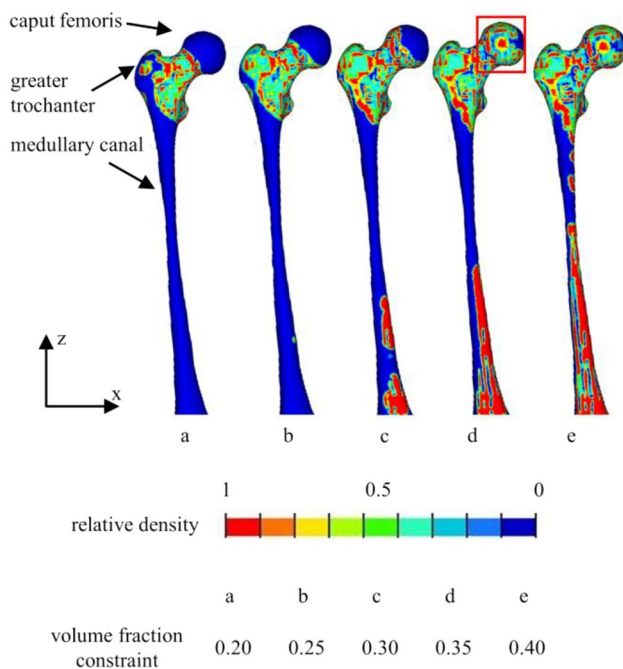 caput femoris
greater
trochanter
medullary canal
z
x
a b c d e
1 0.5 0
relative density
a b c d e
volume fraction
constraint
0.20 0.25 0.30 0.35 0.40